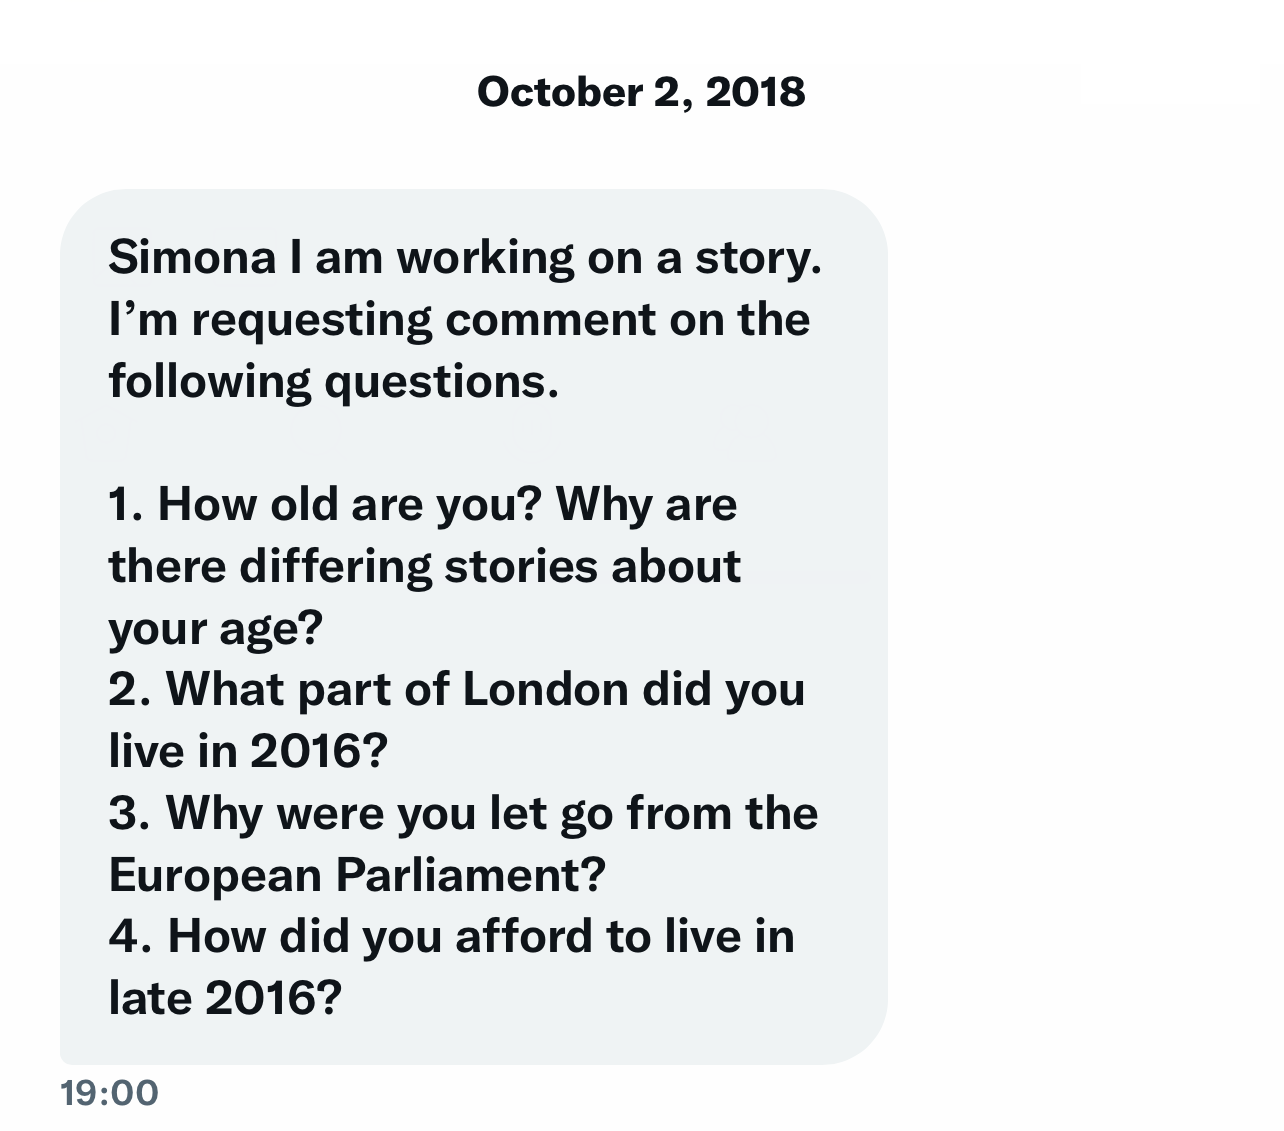 October 2, 2018
Simona I am working on a story.
I’m requesting comment on the
following questions.
1. How old are you? Why are
there differing stories about
your age?
2. What part of London did you
live in 2016?
3. Why were you let go from the
European Parliament?
4. How did you afford to live in
late 2016?
19:00